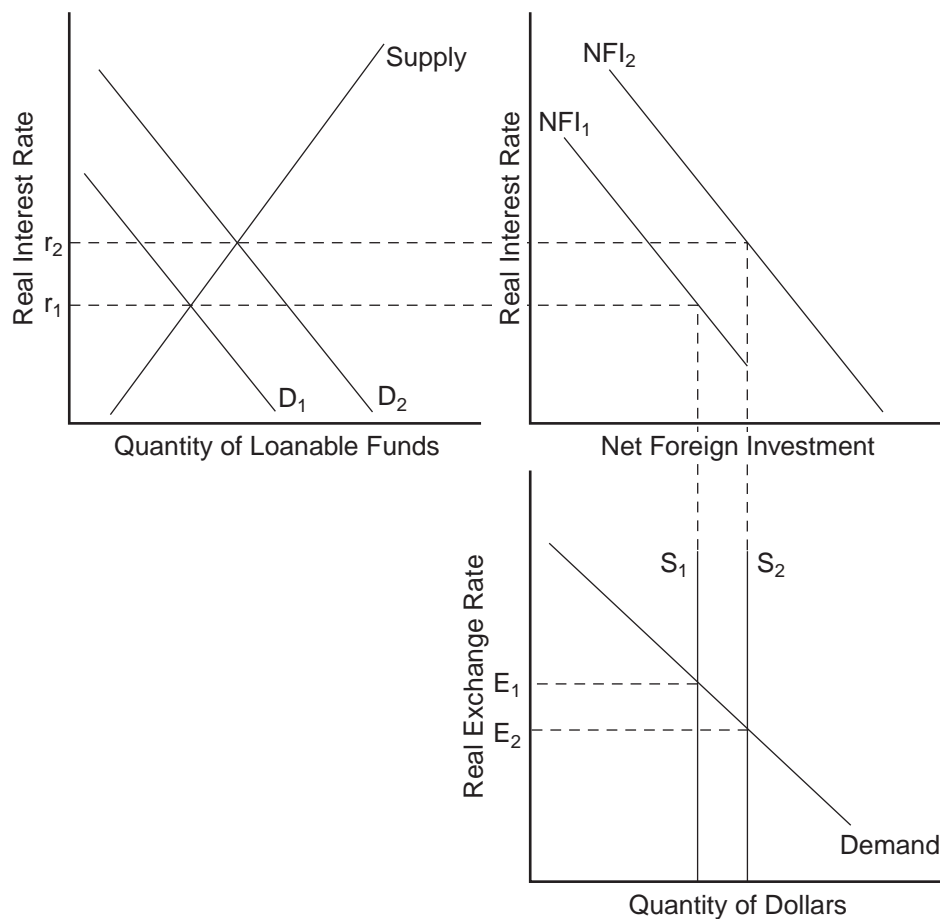 Supply
Real Interest Rate
r2
r1
D1
D2
Quantity of Loanable Funds
NFI2
NFI1
Real Interest Rate
Net Foreign Investment
S1
S2
Real Exchange Rate
E1
E2
Demand
Quantity of Dollars